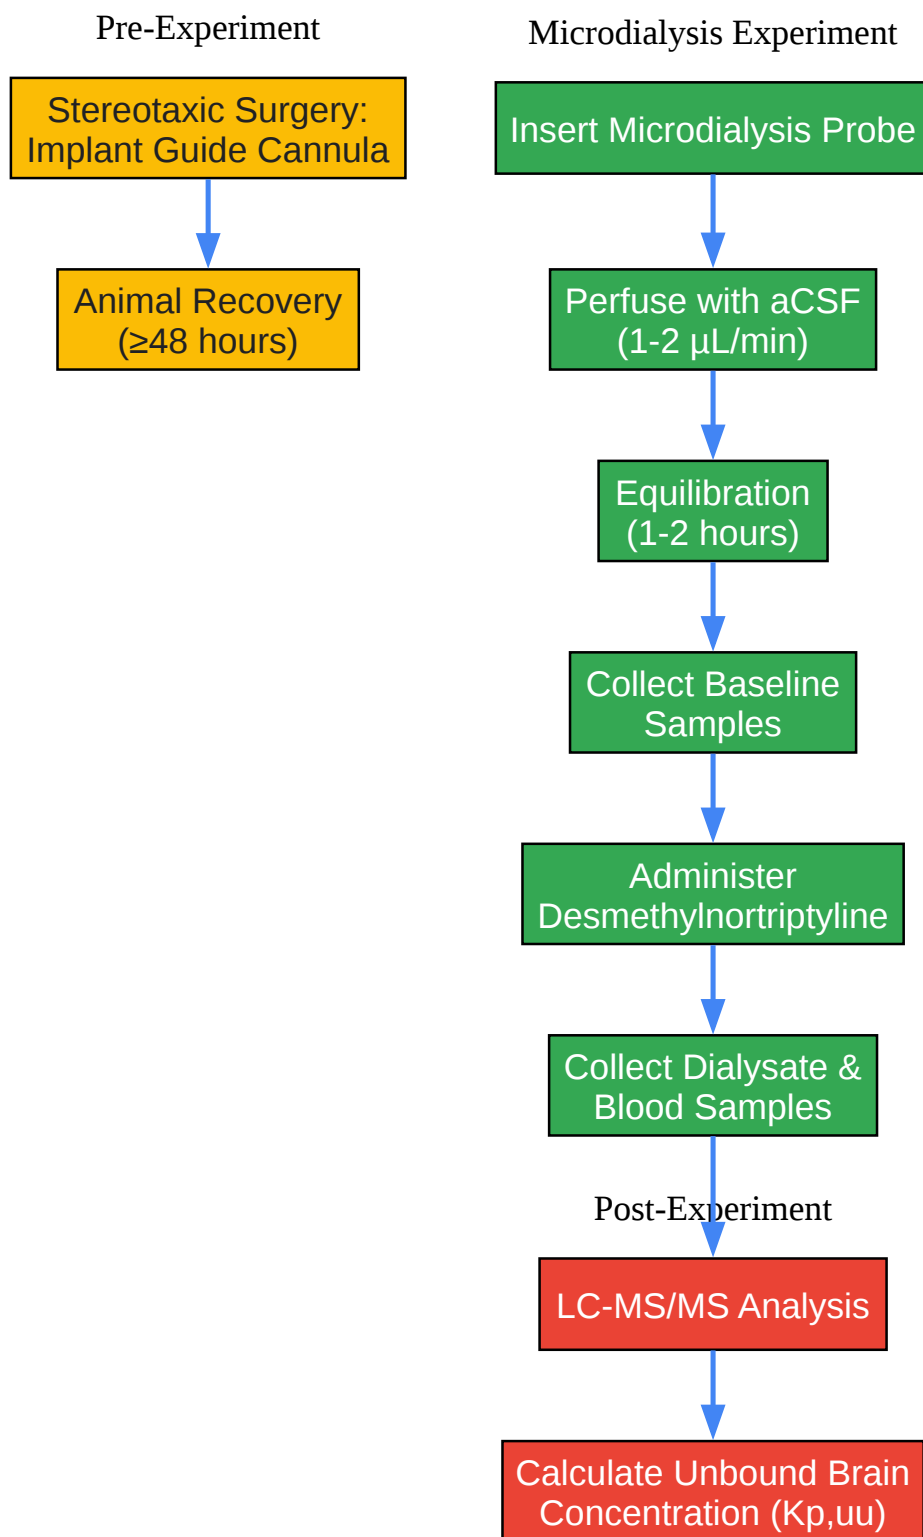 Pre-Experiment
Stereotaxic Surgery:
Implant Guide Cannula
Animal Recovery
(≥48 hours)
Microdialysis Experiment
Insert Microdialysis Probe
Perfuse with aCSF
(1-2 µL/min)
Equilibration
(1-2 hours)
Collect Baseline
Samples
Administer
Desmethylnortriptyline
Collect Dialysate &
Blood Samples
Post-Experiment
LC-MS/MS Analysis
Calculate Unbound Brain
Concentration (Kp,uu)